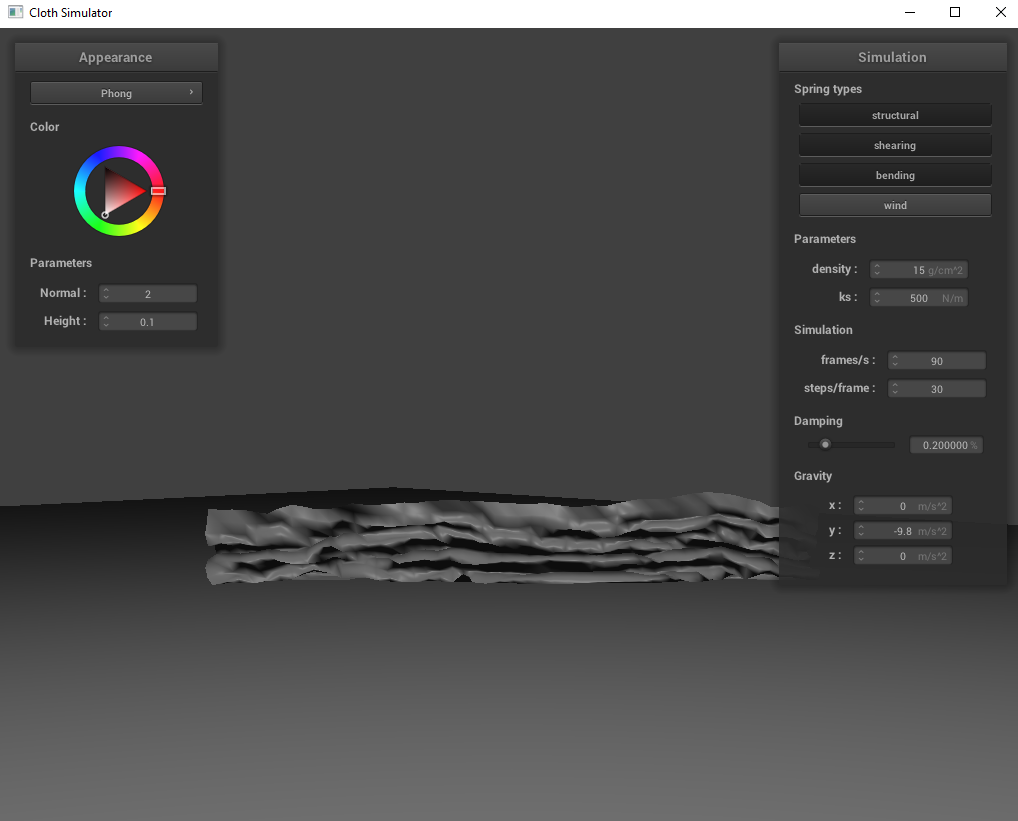 Cloth Simulator
Appearance
Phong
Color
Parameters
Normal : 2
Height : 0.1
Simulation
Spring types
structural
shearing
bending
wind
Parameters
density : 15 g/cm^2
ks : 500 N/m
Simulation
frames/s : 90
steps/frame : 30
Damping
0.200000 %
Gravity
x : 0 m/s^2
y : -9.8 m/s^2
z : 0 m/s^2